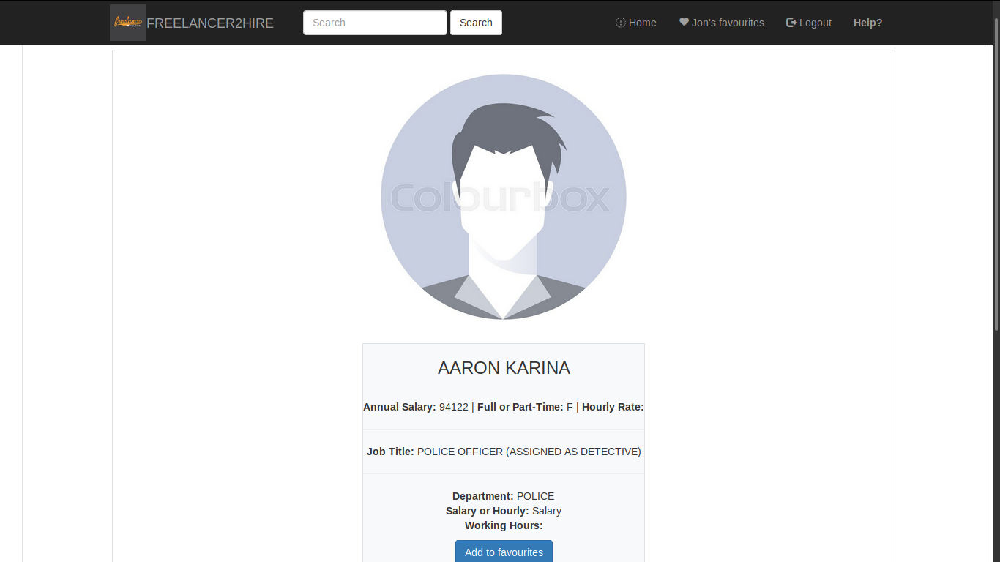 freelance
FREELANCER2HIRE
Search
Search
Home
Jon's favourites
Logout
Help?
Colourbox
AARON KARINA
Annual Salary: 94122 | Full or Part-Time: F | Hourly Rate:
Job Title: POLICE OFFICER (ASSIGNED AS DETECTIVE)
Department: POLICE
Salary or Hourly: Salary
Working Hours:
Add to favourites